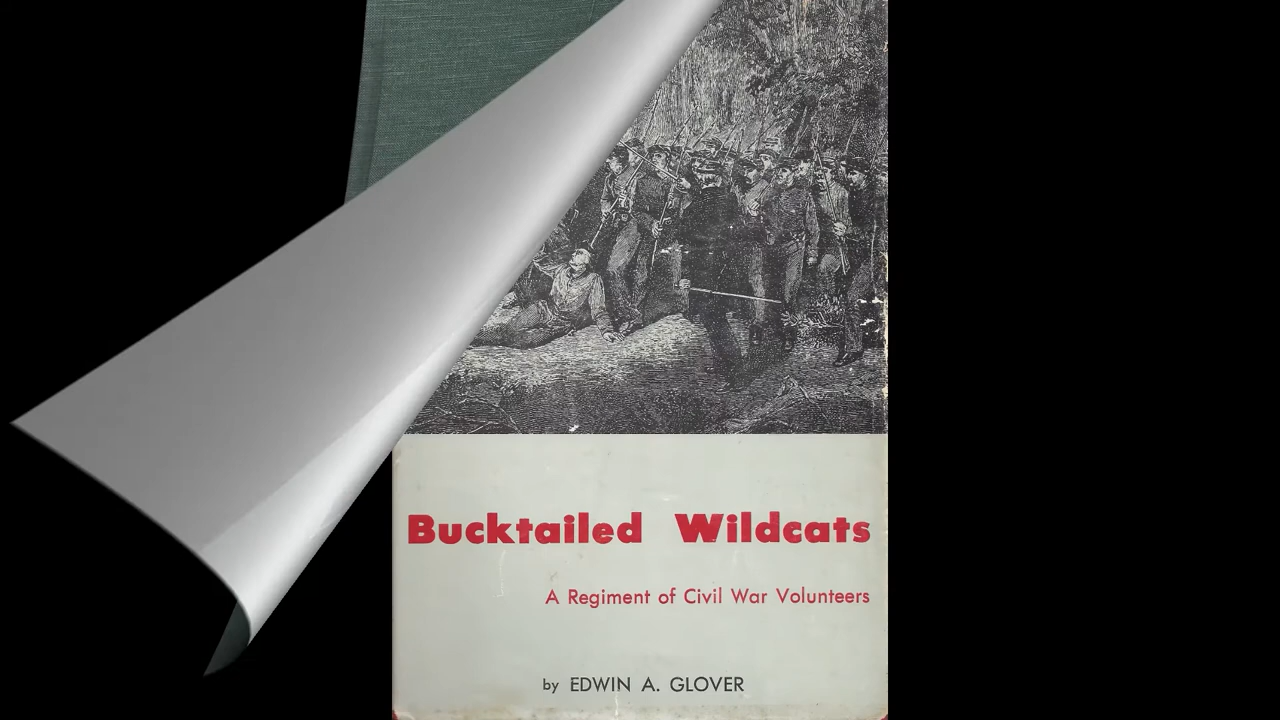 Bucktailed Wildcats
A Regiment of Civil War Volunteers
by EDWIN A. GLOVER